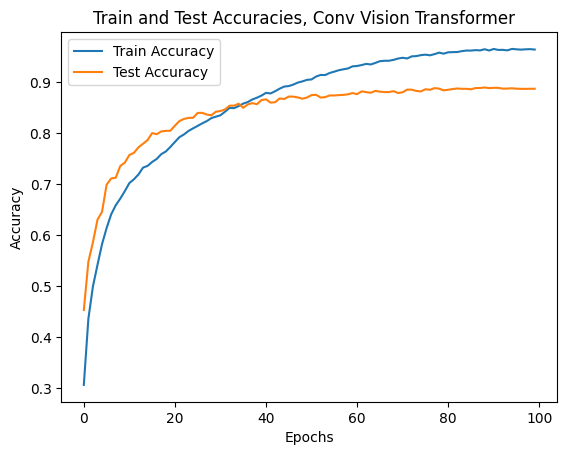 Train and Test Accuracies, Conv Vision Transformer
Train Accuracy
Test Accuracy
Accuracy
0.9
0.8
0.7
0.6
0.5
0.4
0.3
0
20
40
60
80
100
Epochs